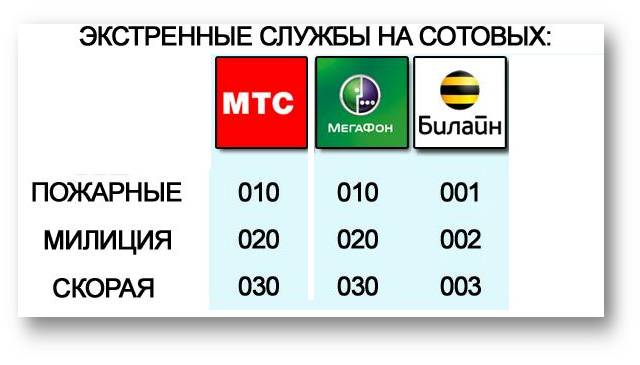 ЭКСТРЕННЫЕ СЛУЖБЫ НА СОТОВЫХ:
МТС МЕГАФОН Билайн
ПОЖАРНЫЕ 010 010 001
МИЛИЦИЯ 020 020 002
СКОРАЯ 030 030 003